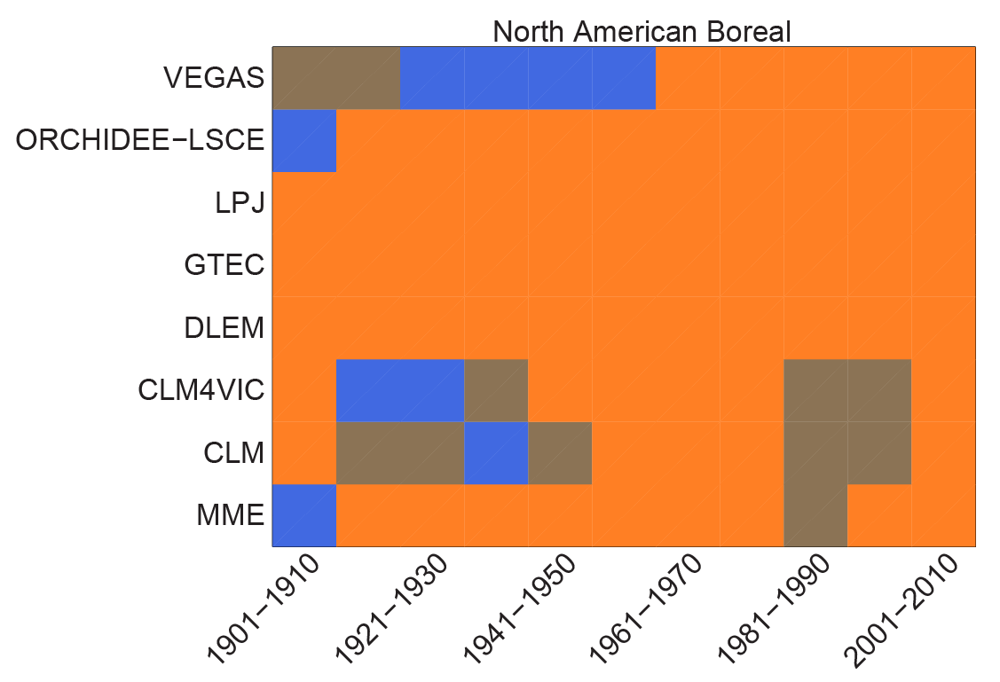 North American Boreal
VEGAS
ORCHIDEE−LSCE
LPJ
GTEC
DLEM
CLM4VIC
CLM
MME
1901−1910
1921−1930
1941−1950
1961−1970
1981−1990
2001−2010